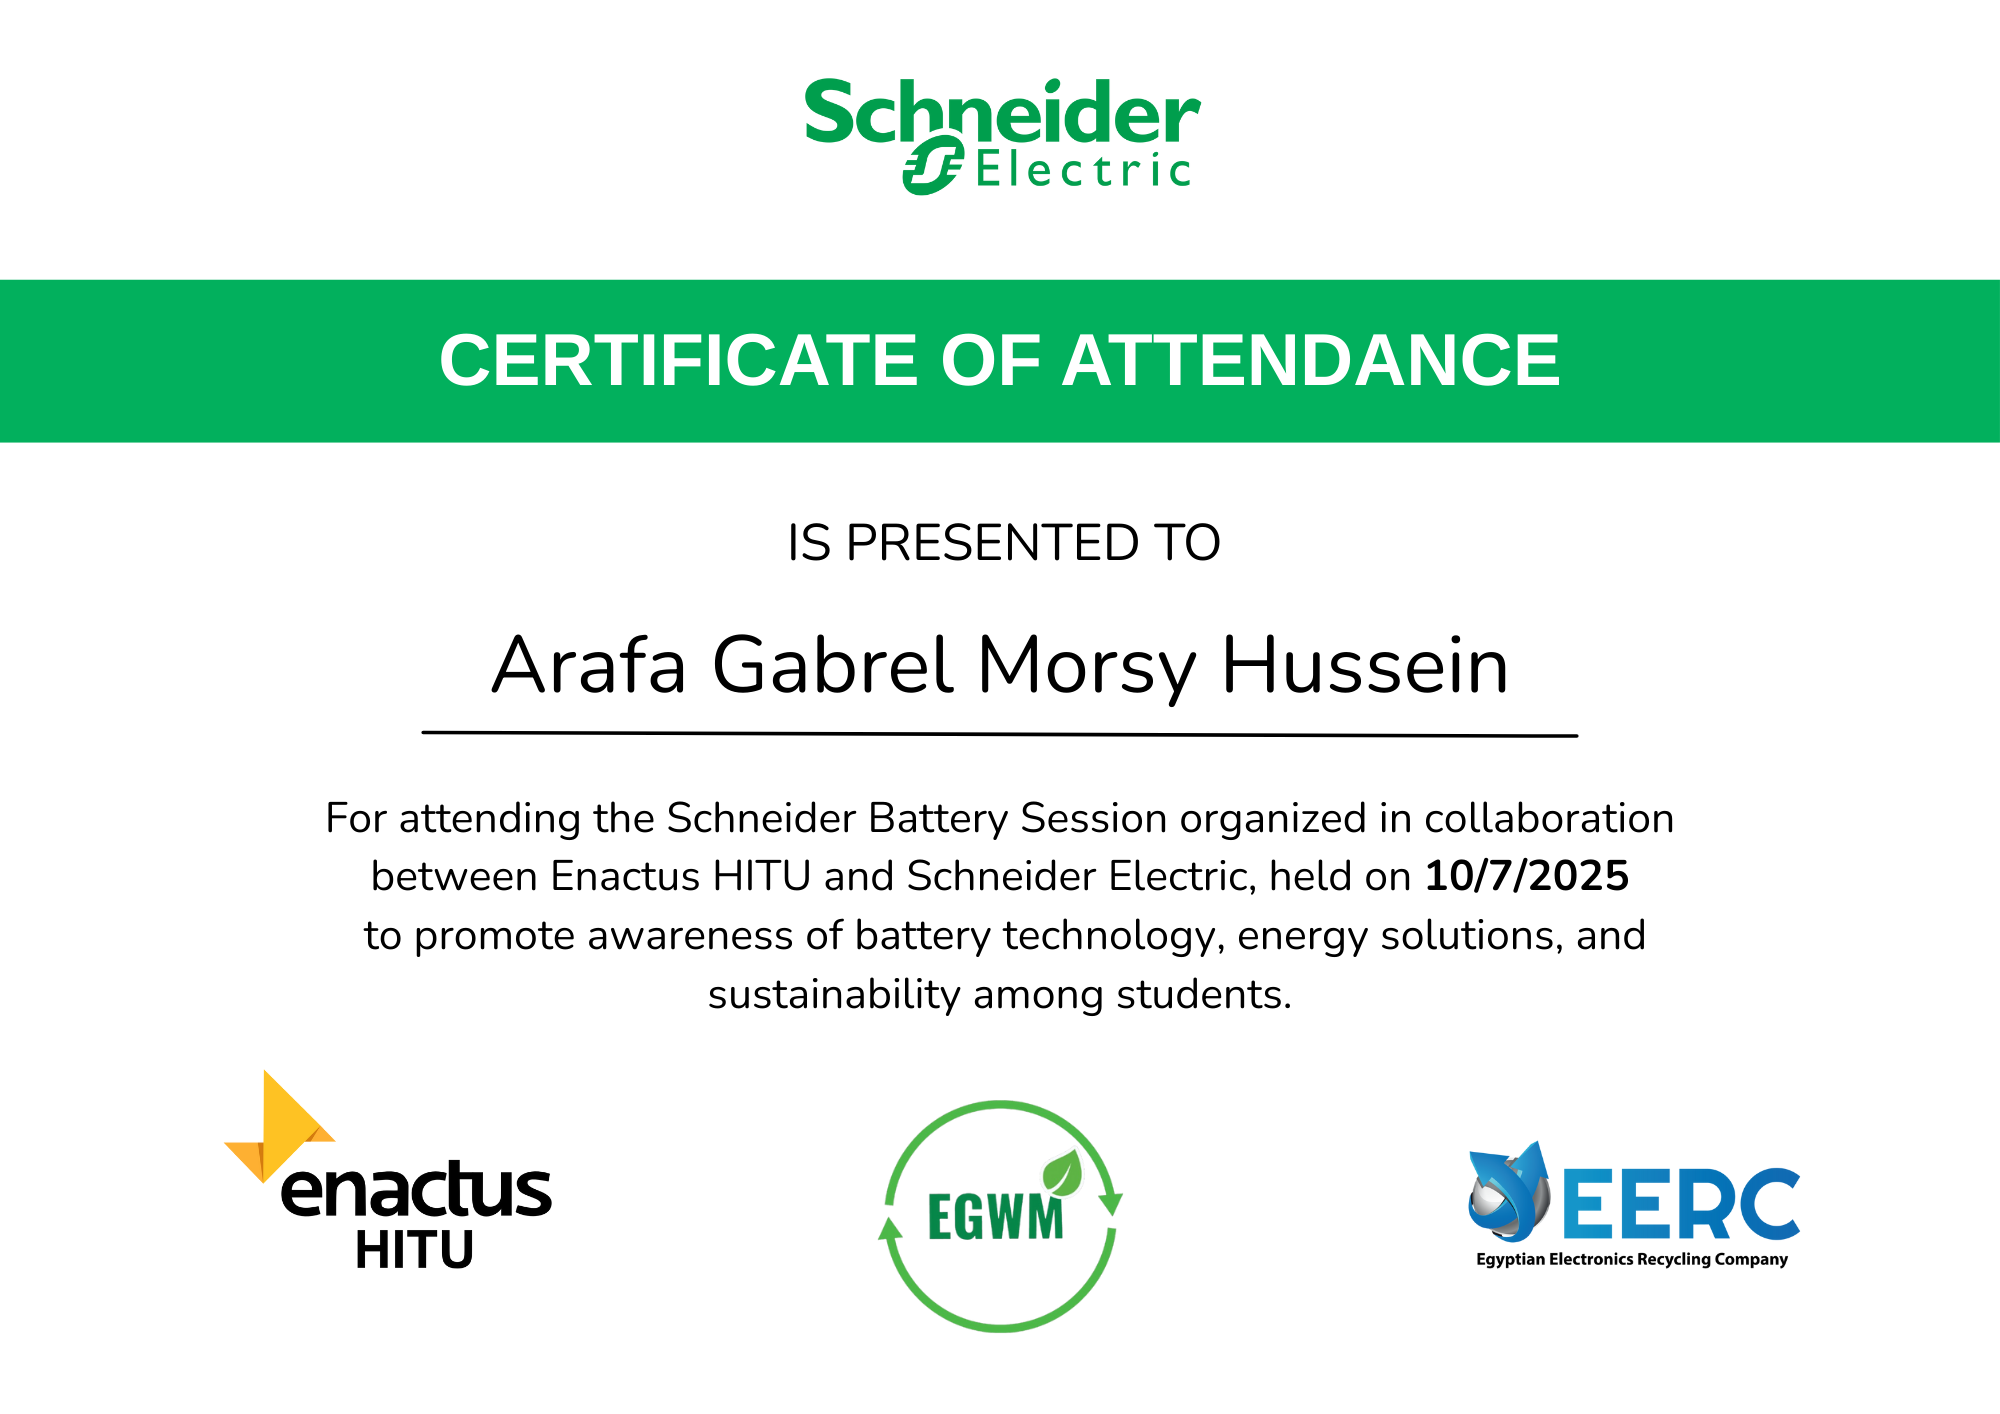 Schneider
Electric
CERTIFICATE OF ATTENDANCE
IS PRESENTED TO
Arafa Gabrel Morsy Hussein
For attending the Schneider Battery Session organized in collaboration
between Enactus HITU and Schneider Electric, held on 10/7/2025
to promote awareness of battery technology, energy solutions, and
sustainability among students.
enactus
HITU
EGWM
EERC
Egyptian Electronics Recycling Company